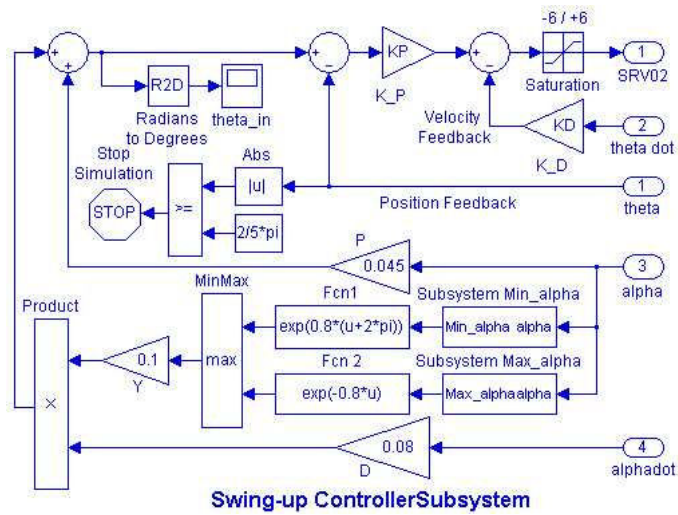 -6 / +6
+
+
+
-
KP
+
-
1
Saturation
SRV02
K_P
R2D
Radians
to Degrees
theta_in
Velocity
Feedback
KD
K_D
2
theta dot
Stop
Simulation
STOP
>=
Abs
|u|
2/5*pi
Position Feedback
1
theta
P
0.045
3
alpha
Product
×
MinMax
max
Fcn1
exp(0.8*(u+2*pi))
Subsystem Min_alpha
Min_alpha alpha
0.1
Y
Fcn 2
exp(-0.8*u)
Subsystem Max_alpha
Max_alphaalpha
0.08
D
4
alphadot
Swing-up ControllerSubsystem